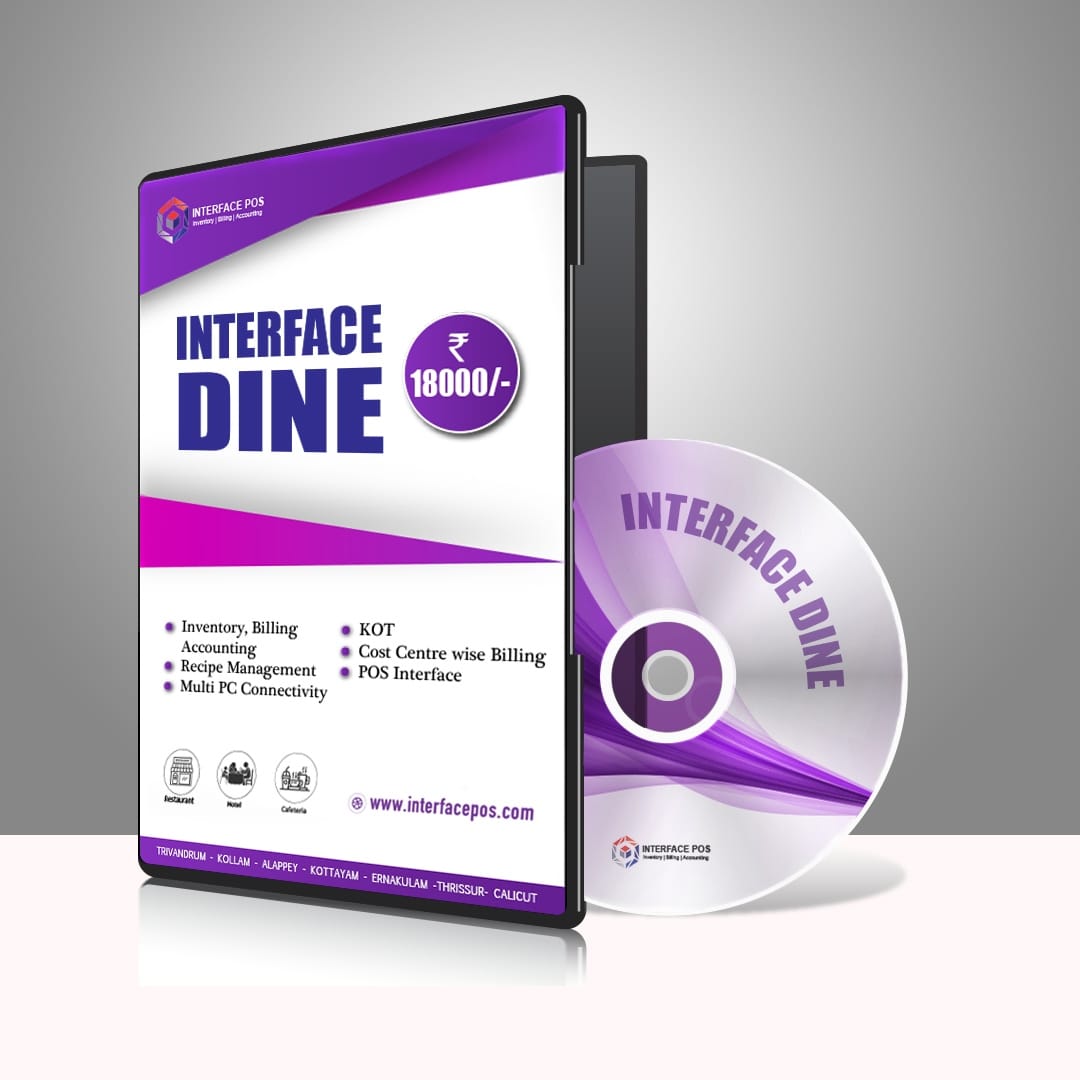 INTERFACE POS
Inventory | Billing | Accounting
INTERFACE
DINE
₹
18000/-
Inventory, Billing
Accounting
Recipe Management
Multi PC Connectivity
KOT
Cost Centre wise Billing
POS Interface
Restaurant
Hotel
Cafeteria
www.interfacepos.com
TRIVANDRUM - KOLLAM - ALAPPEY - KOTTAYAM - ERNAKULAM -THRISSUR- CALICUT
INTERFACE DINE
INTERFACE POS
Inventory | Billing | Accounting